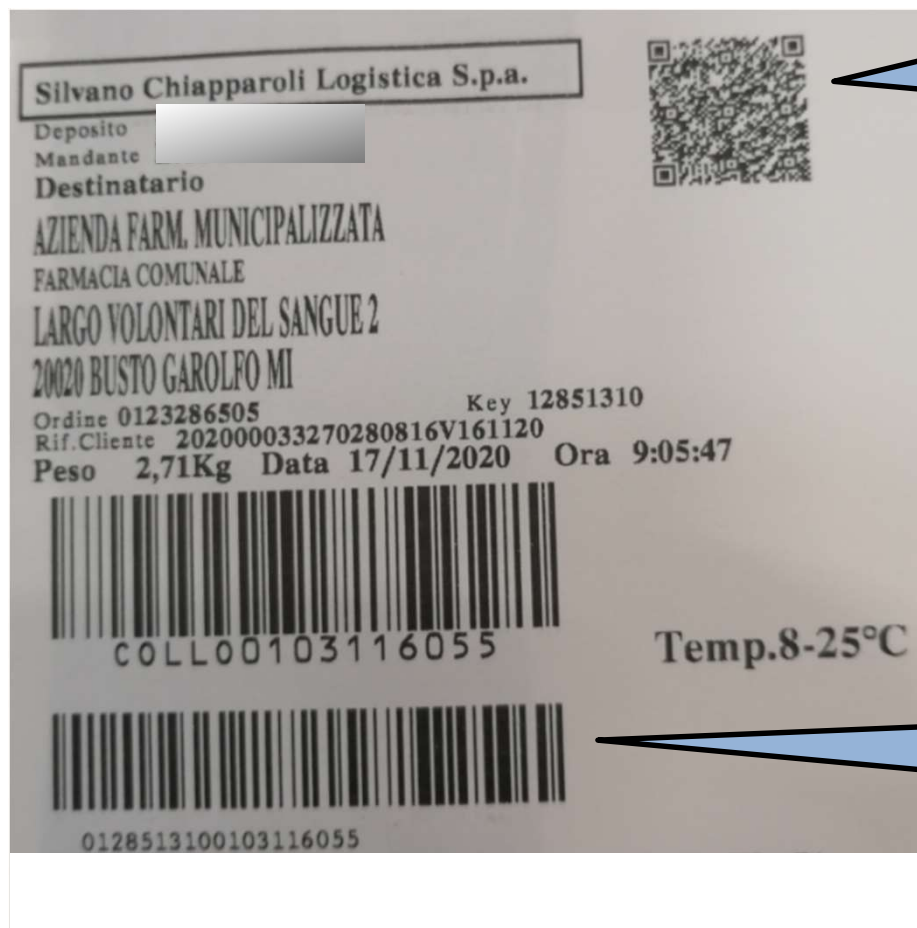 Silvano Chiapparoli Logistica S.p.a.
Deposito
Mandante
Destinatario
AZIENDA FARM. MUNICIPALIZZATA
FARMACIA COMUNALE
LARGO VOLONTARI DEL SANGUE 2
20020 BUSTO GAROLFO MI
Ordine 0123286505 Key 12851310
Rif.Cliente 202000033270280816V161120
Peso 2,71Kg Data 17/11/2020 Ora 9:05:47
COLL00103116055
Temp.8-25°C
0128513100103116055